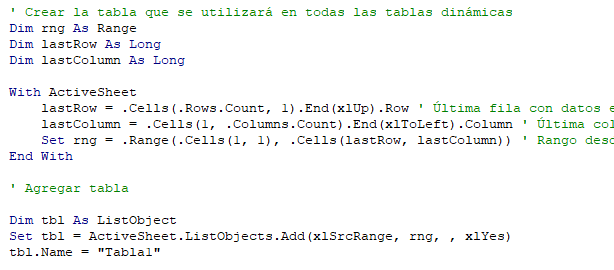 ' Crear la tabla que se utilizará en todas las tablas dinámicas
Dim rng As Range
Dim lastRow As Long
Dim lastColumn As Long
With ActiveSheet
lastRow = .Cells(.Rows.Count, 1).End(xlUp).Row ' Última fila con datos e
lastColumn = .Cells(1, .Columns.Count).End(xlToLeft).Column ' Última col
Set rng = .Range(.Cells(1, 1), .Cells(lastRow, lastColumn)) ' Rango desd
End With
' Agregar tabla
Dim tbl As ListObject
Set tbl = ActiveSheet.ListObjects.Add(xlSrcRange, rng, , xlYes)
tbl.Name = "Tabla1"